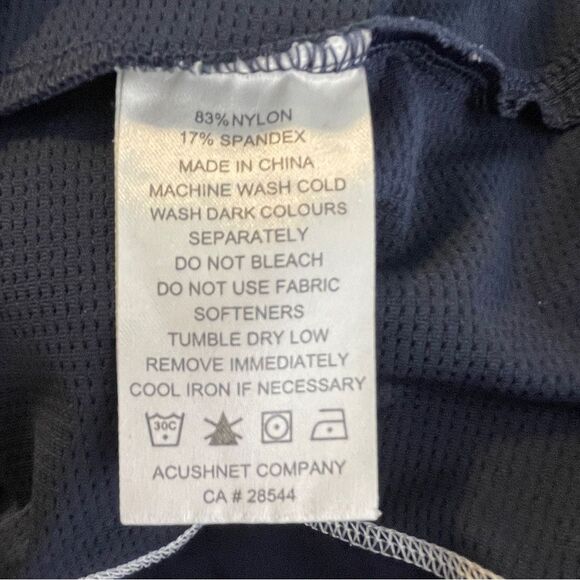 83% NYLON
17% SPANDEX
MADE IN CHINA
MACHINE WASH COLD
WASH DARK COLOURS
SEPARATELY
DO NOT BLEACH
DO NOT USE FABRIC
SOFTENERS
TUMBLE DRY LOW
REMOVE IMMEDIATELY
COOL IRON IF NECESSARY
30C
ACUSHNET COMPANY
CA # 28544